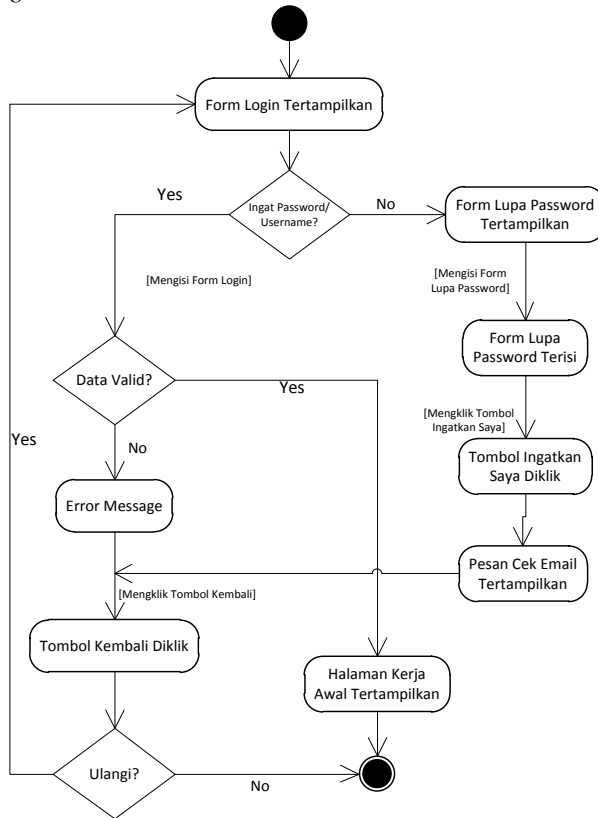 g
Form Login Tertampilkan
Yes
Ingat Password/
Username?
No
Form Lupa Password
Tertampilkan
[Mengisi Form Login]
[Mengisi Form
Lupa Password]
Form Lupa
Password Terisi
Data Valid?
Yes
Yes
[Mengklik Tombol
Ingatkan Saya]
No
Tombol Ingatkan
Saya Diklik
Error Message
Pesan Cek Email
Tertampilkan
[Mengklik Tombol Kembali]
Tombol Kembali Diklik
Halaman Kerja
Awal Tertampilkan
Ulangi?
No